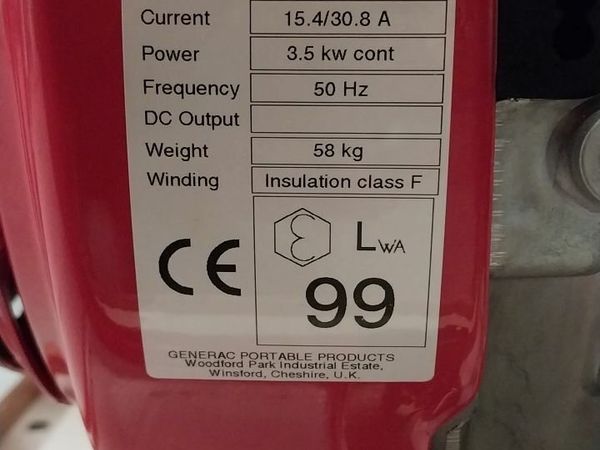 Current 15.4/30.8 A
Power 3.5 kw cont
Frequency 50 Hz
DC Output
Weight 58 kg
Winding Insulation class F
CE ε LWA
99
GENERAC PORTABLE PRODUCTS
Woodford Park Industrial Estate,
Winsford, Cheshire, U.K.